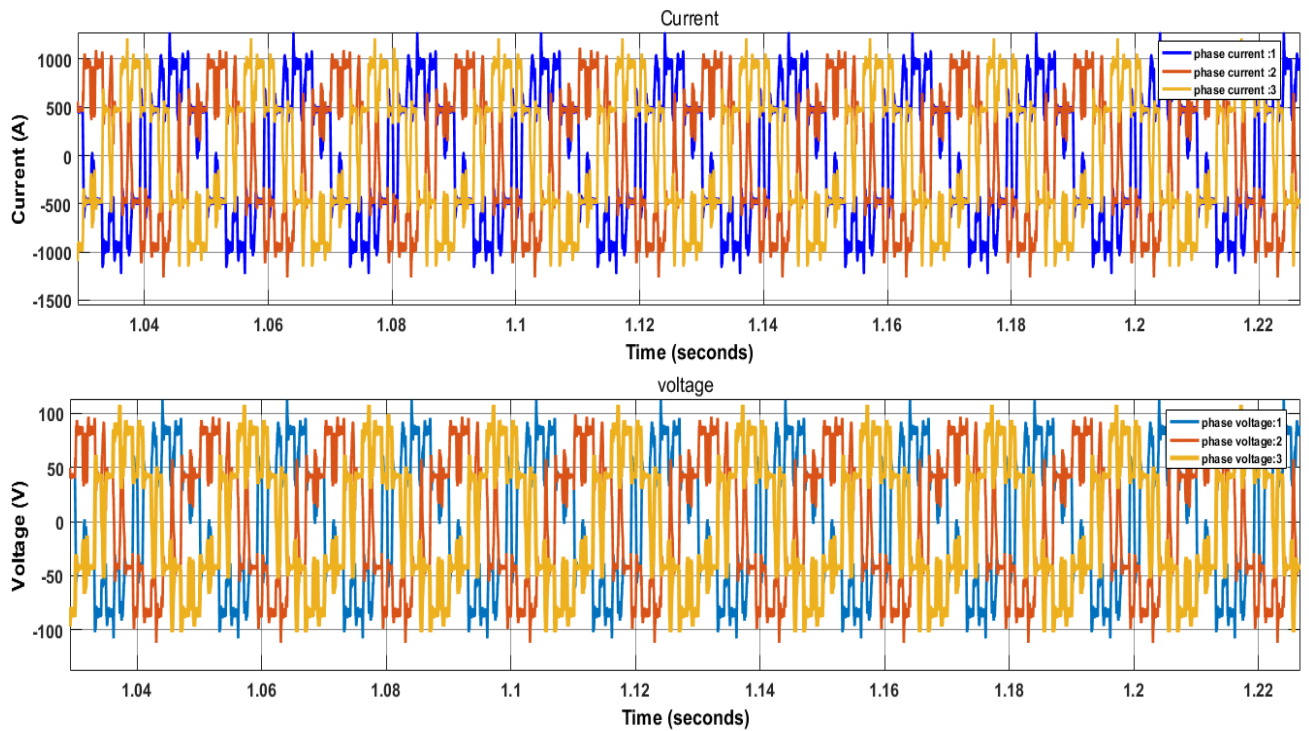 Current
phase current :1
phase current :2
phase current :3
1000
500
0
-500
-1000
-1500
Current (A)
1.04 1.06 1.08 1.1 1.12 1.14 1.16 1.18 1.2 1.22
Time (seconds)
voltage
phase voltage:1
phase voltage:2
phase voltage:3
100
50
0
-50
-100
Voltage (V)
1.04 1.06 1.08 1.1 1.12 1.14 1.16 1.18 1.2 1.22
Time (seconds)